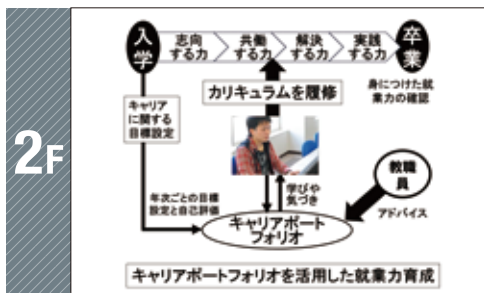 2F
入学
志向
する力
共働
する力
解決
する力
実践
する力
卒業
カリキュラムを履修
身につけた就
業力の確認
キャリア
に関する
目標設定
教職
員
学びや
気づき
アドバイス
年次ごとの目標
設定と自己評価
キャリアポート
フォリオ
キャリアポートフォリオを活用した就業力育成